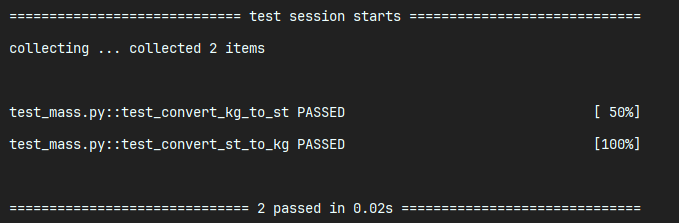 ============================= test session starts =============================
collecting ... collected 2 items
test_mass.py::test_convert_kg_to_st PASSED                               [ 50%]
test_mass.py::test_convert_st_to_kg PASSED                               [100%]
============================== 2 passed in 0.02s ==============================